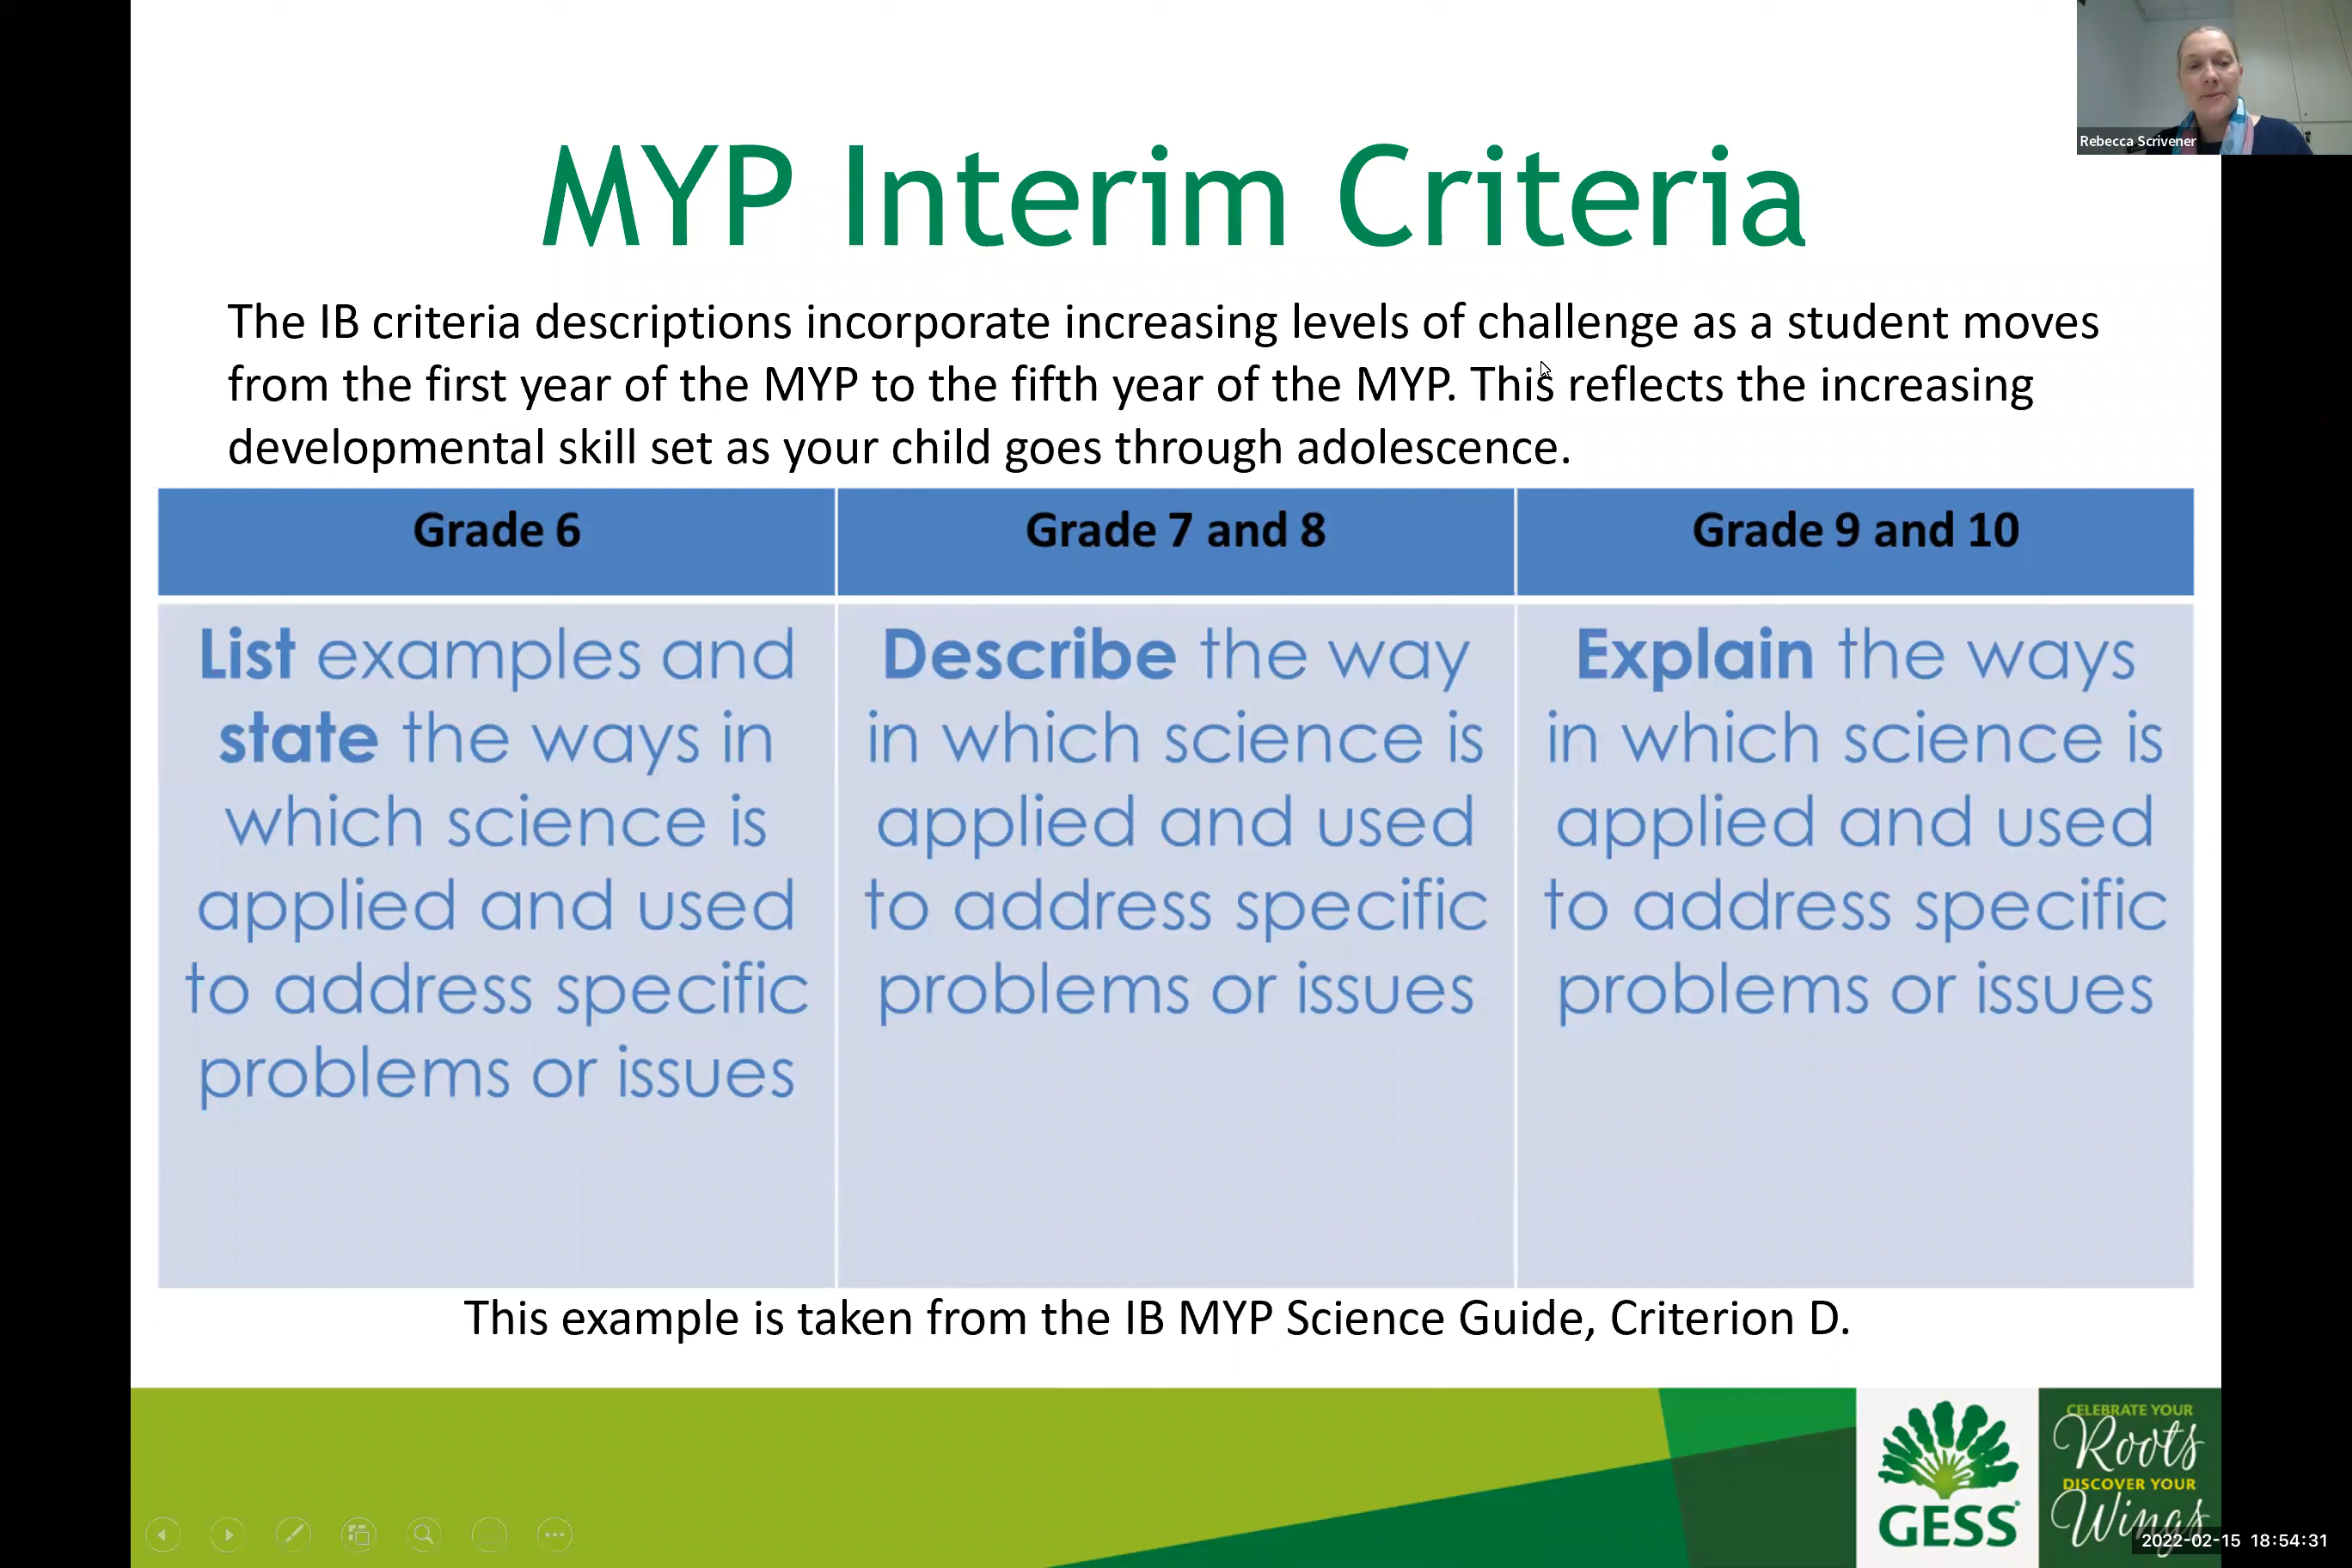 Rebecca Scrivener
MYP Interim Criteria
The IB criteria descriptions incorporate increasing levels of challenge as a student moves
from the first year of the MYP to the fifth year of the MYP. This reflects the increasing
developmental skill set as your child goes through adolescence.
Grade 6
List examples and
state the ways in
which science is
applied and used
to address specific
problems or issues
Grade 7 and 8
Describe the way
in which science is
applied and used
to address specific
problems or issues
Grade 9 and 10
Explain the ways
in which science is
applied and used
to address specific
problems or issues
This example is taken from the IB MYP Science Guide, Criterion D.
GESS
CELEBRATE YOUR
Roots
DISCOVER YOUR
Wings
2022-02-15 18:54:31